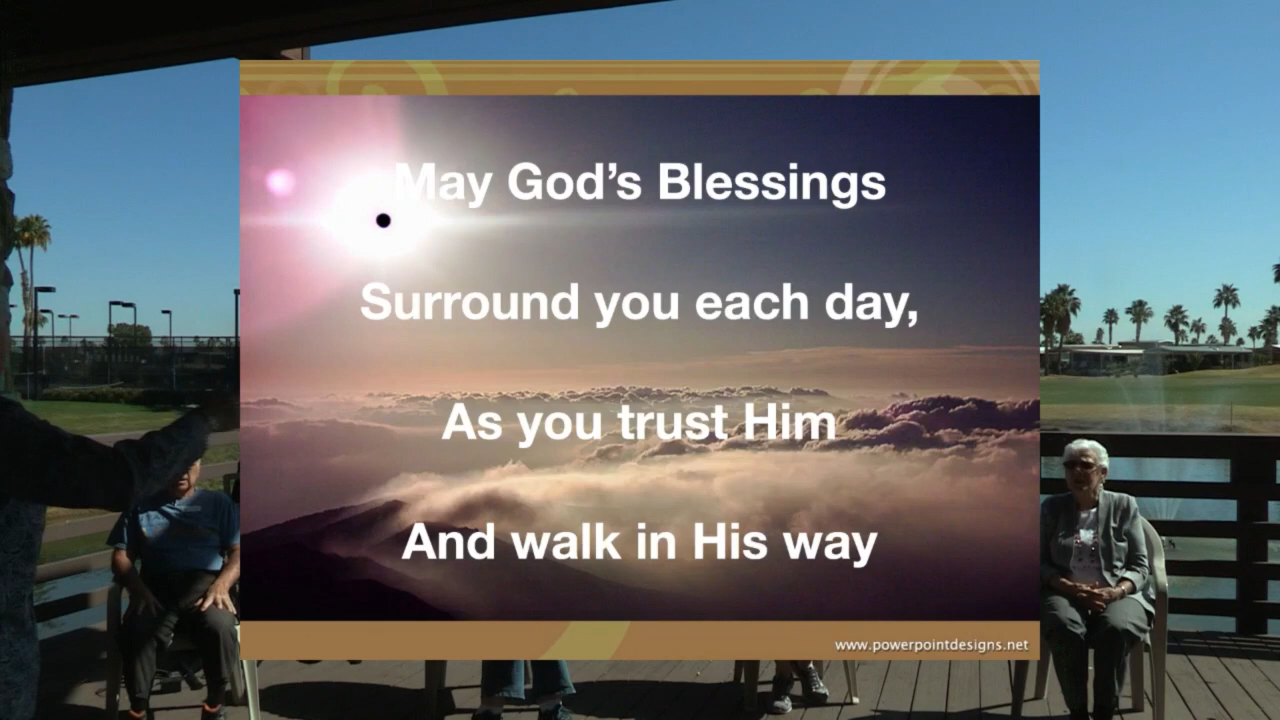 May God's Blessings
Surround you each day,
As you trust Him
And walk in His way
www.powerpointdesigns.net